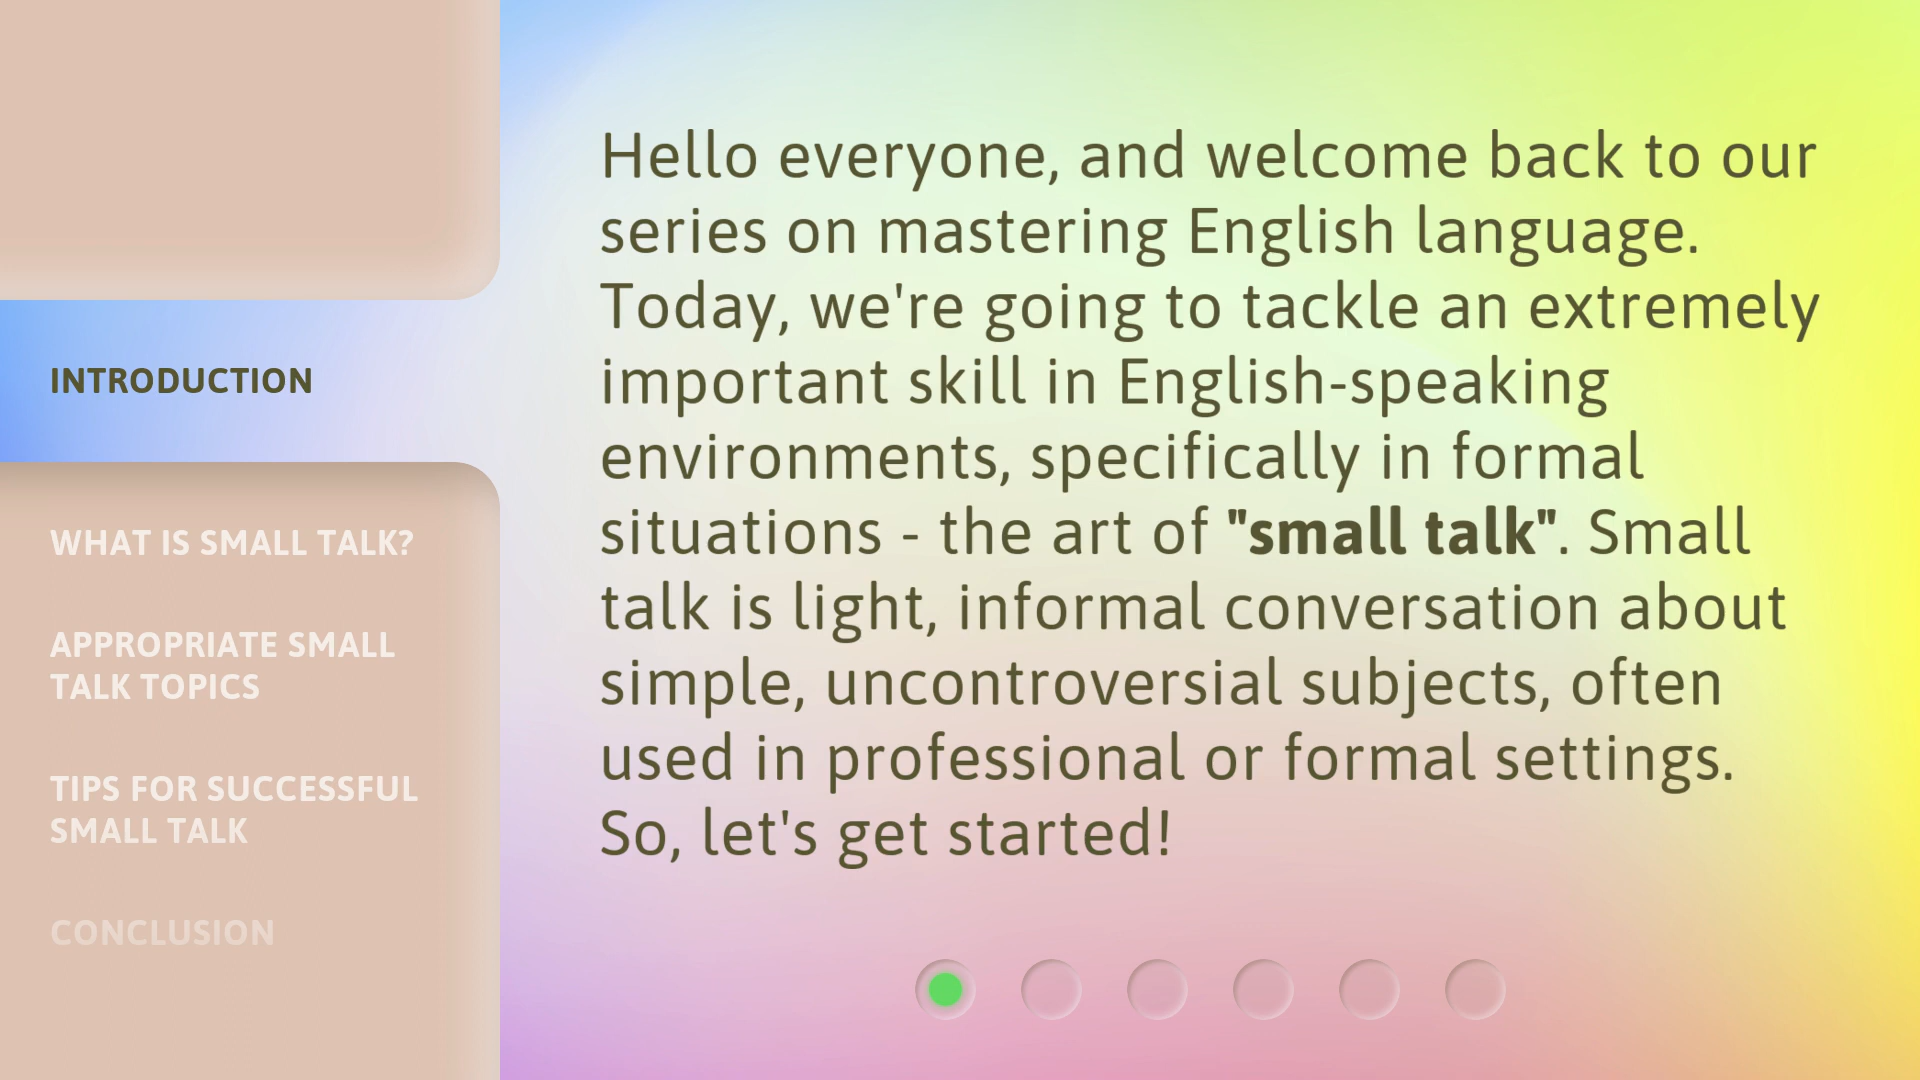 INTRODUCTION
WHAT IS SMALL TALK?
APPROPRIATE SMALL
TALK TOPICS
TIPS FOR SUCCESSFUL
SMALL TALK
CONCLUSION
Hello everyone, and welcome back to our
series on mastering English language.
Today, we're going to tackle an extremely
important skill in English-speaking
environments, specifically in formal
situations - the art of "small talk". Small
talk is light, informal conversation about
simple, uncontroversial subjects, often
used in professional or formal settings.
So, let's get started!